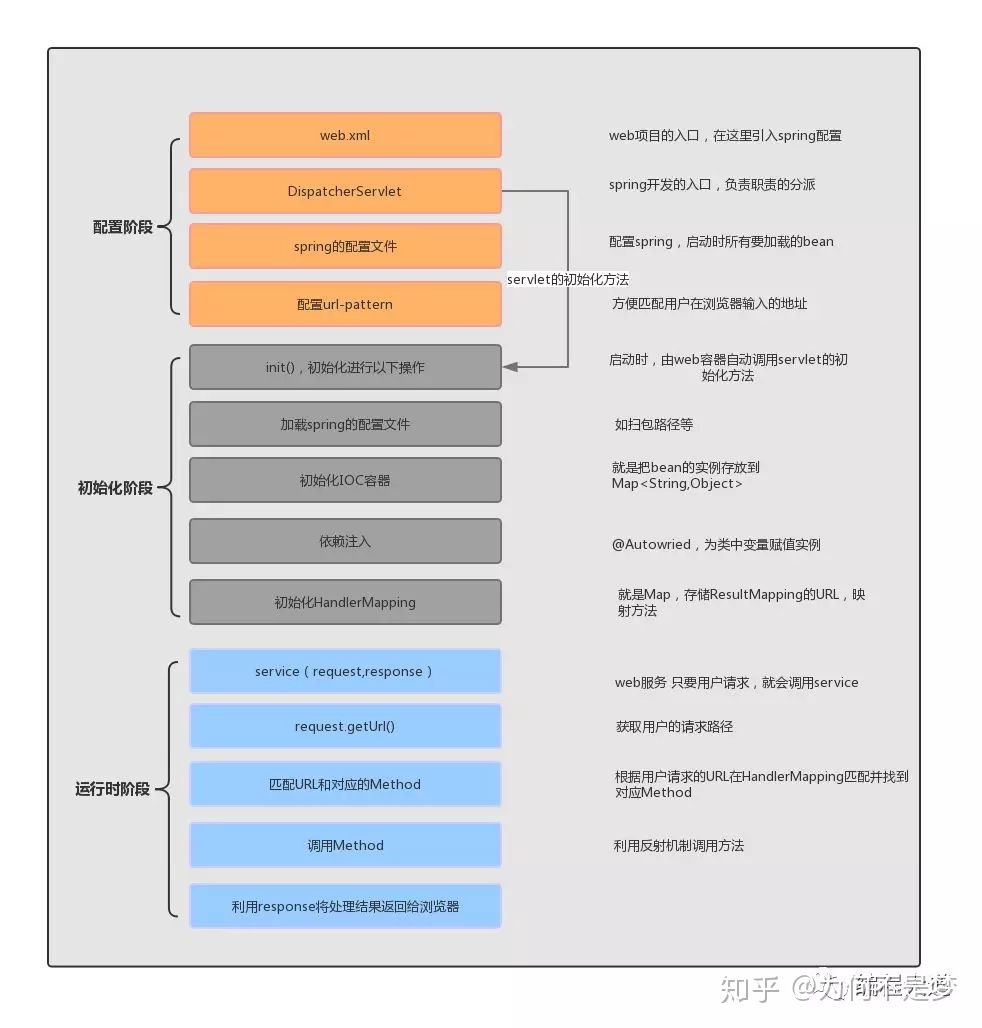 web.xml
web项目的入口，在这里引入spring配置
DispatcherServlet
spring开发的入口，负责职责的分派
配置阶段
spring的配置文件
配置spring，启动时所有要加载的bean
servlet的初始化方法
配置url-pattern
方便匹配用户在浏览器输入的地址
init()，初始化进行以下操作
启动时，由web容器自动调用servlet的初
始化方法
加载spring的配置文件
如扫包路径等
初始化阶段
初始化IOC容器
就是把bean的实例存放到
Map<String,Object>
依赖注入
@Autowried，为类中变量赋值实例
初始化HandlerMapping
就是Map，存储ResultMapping的URL，映
射方法
service（request,response）
web服务 只要用户请求，就会调用service
request.getUrl()
获取用户的请求路径
运行时阶段
匹配URL和对应的Method
根据用户请求的URL在HandlerMapping匹配并找到
对应Method
调用Method
利用反射机制调用方法
利用response将处理结果返回给浏览器
知乎